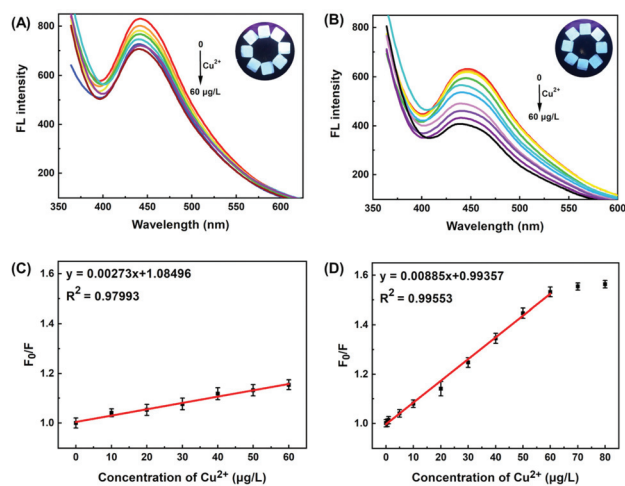 (A)
800
700
600
500
400
300
200
100
FL intensity
0
Cu²⁺
60 μg/L
350 400 450 500 550 600
Wavelength (nm)
(B)
800
600
400
200
FL intensity
0
Cu²⁺
60 μg/L
350 400 450 500 550 600
Wavelength (nm)
(C)
y = 0.00273x+1.08496
R² = 0.97993
1.6
1.4
1.2
1.0
F₀/F
0 10 20 30 40 50 60
Concentration of Cu²⁺ (μg/L)
(D)
y = 0.00885x+0.99357
R² = 0.99553
1.6
1.4
1.2
1.0
F₀/F
0 10 20 30 40 50 60 70 80
Concentration of Cu²⁺ (μg/L)